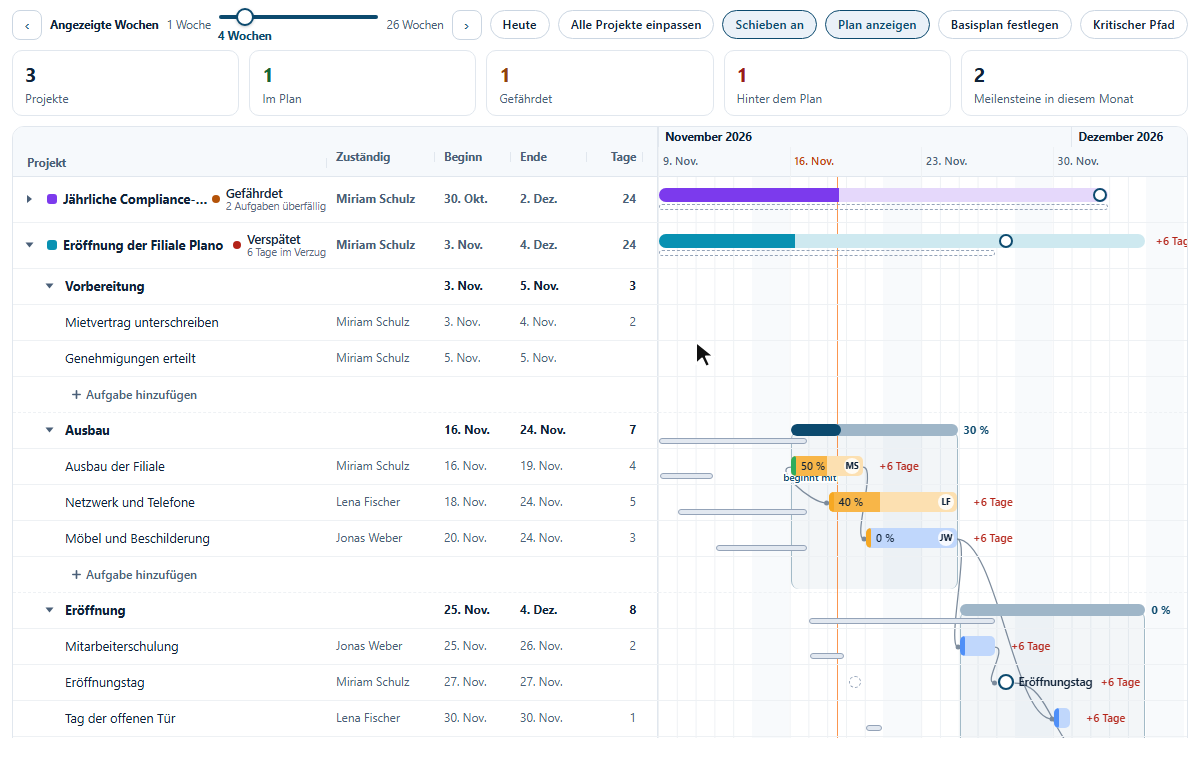 ‹ Angezeigte Wochen 1 Woche 4 Wochen 26 Wochen › Heute Alle Projekte einpassen Schieben an Plan anzeigen Basisplan festlegen Kritischer Pfad
3
Projekte
1
Im Plan
1
Gefährdet
1
Hinter dem Plan
2
Meilensteine in diesem Monat
November 2026 Dezember 2026
Projekt Zuständig Beginn Ende Tage 9. Nov. 16. Nov. 23. Nov. 30. Nov.
Jährliche Compliance-... Gefährdet 2 Aufgaben überfällig Miriam Schulz 30. Okt. 2. Dez. 24
Eröffnung der Filiale Plano Verspätet 6 Tage im Verzug Miriam Schulz 3. Nov. 4. Dez. 24 +6 Tag
Vorbereitung 3. Nov. 5. Nov. 3
Mietvertrag unterschreiben Miriam Schulz 3. Nov. 4. Nov. 2
Genehmigungen erteilt Miriam Schulz 5. Nov. 5. Nov.
+ Aufgabe hinzufügen
Ausbau 16. Nov. 24. Nov. 7 30 %
Ausbau der Filiale Miriam Schulz 16. Nov. 19. Nov. 4 50 % MS +6 Tage
beginnt mit
Netzwerk und Telefone Lena Fischer 18. Nov. 24. Nov. 5 40 % LF +6 Tage
Möbel und Beschilderung Jonas Weber 20. Nov. 24. Nov. 3 0 % JW +6 Tage
+ Aufgabe hinzufügen
Eröffnung 25. Nov. 4. Dez. 8 0 %
Mitarbeiterschulung Jonas Weber 25. Nov. 26. Nov. 2 +6 Tage
Eröffnungstag Miriam Schulz 27. Nov. 27. Nov. Eröffnungstag +6 Tage
Tag der offenen Tür Lena Fischer 30. Nov. 30. Nov. 1 +6 Tage